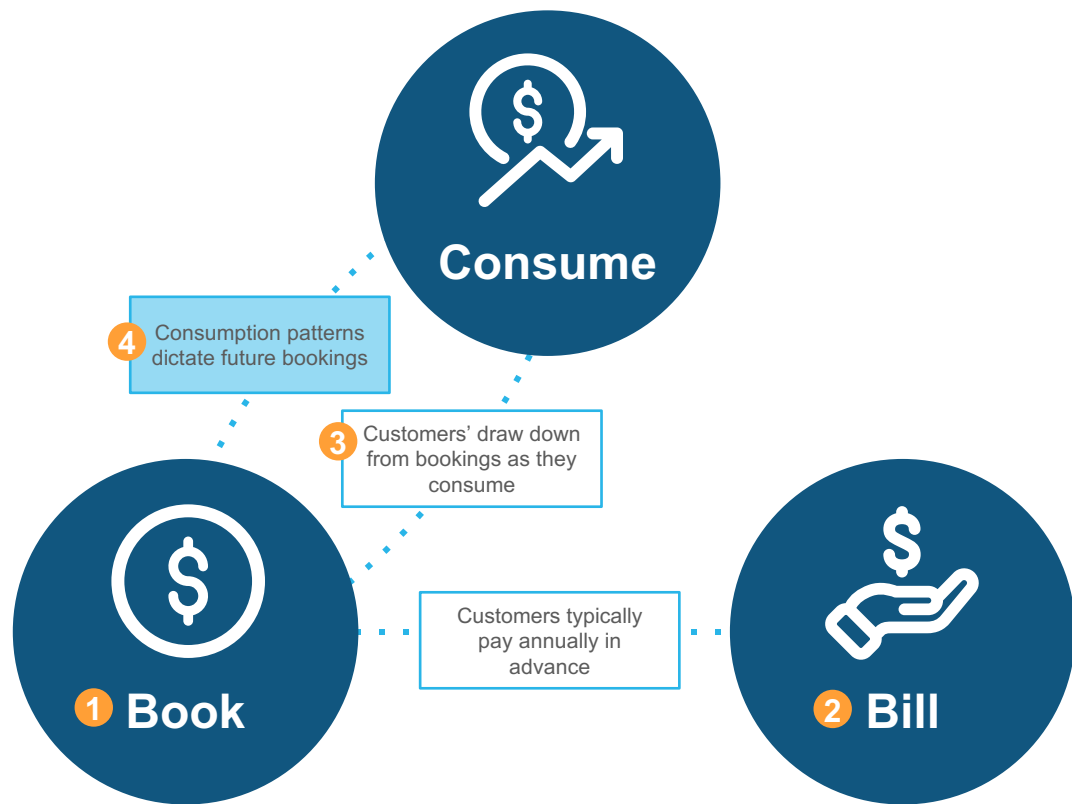 $
Consume
4
Consumption patterns
dictate future bookings
3
Customers’ draw down
from bookings as they
consume
$
1 Book
Customers typically
pay annually in
advance
$
2 Bill